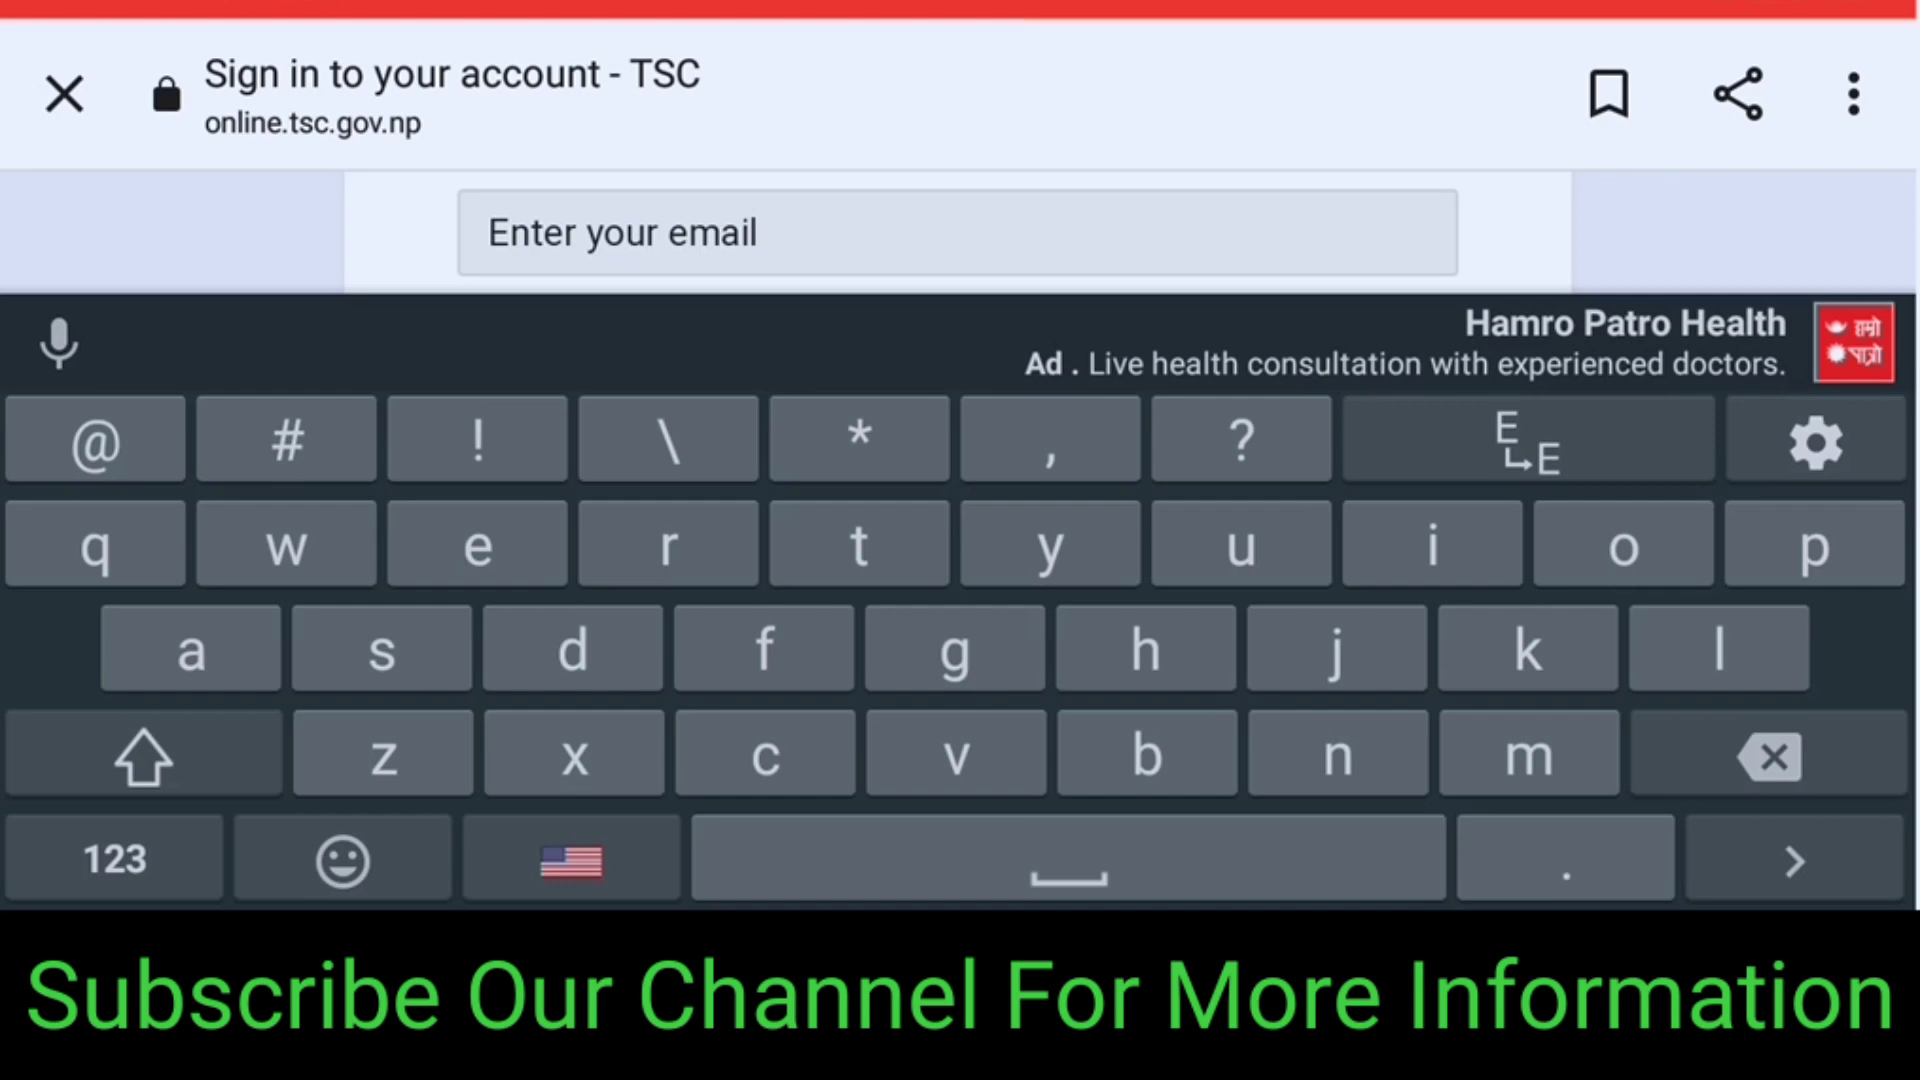 Sign in to your account - TSC
online.tsc.gov.np
Enter your email
Hamro Patro Health
Ad . Live health consultation with experienced doctors.
हाम्रो
पात्रो
@ # ! \ * , ? E E
q w e r t y u i o p
a s d f g h j k l
z x c v b n m
123 .
Subscribe Our Channel For More Information